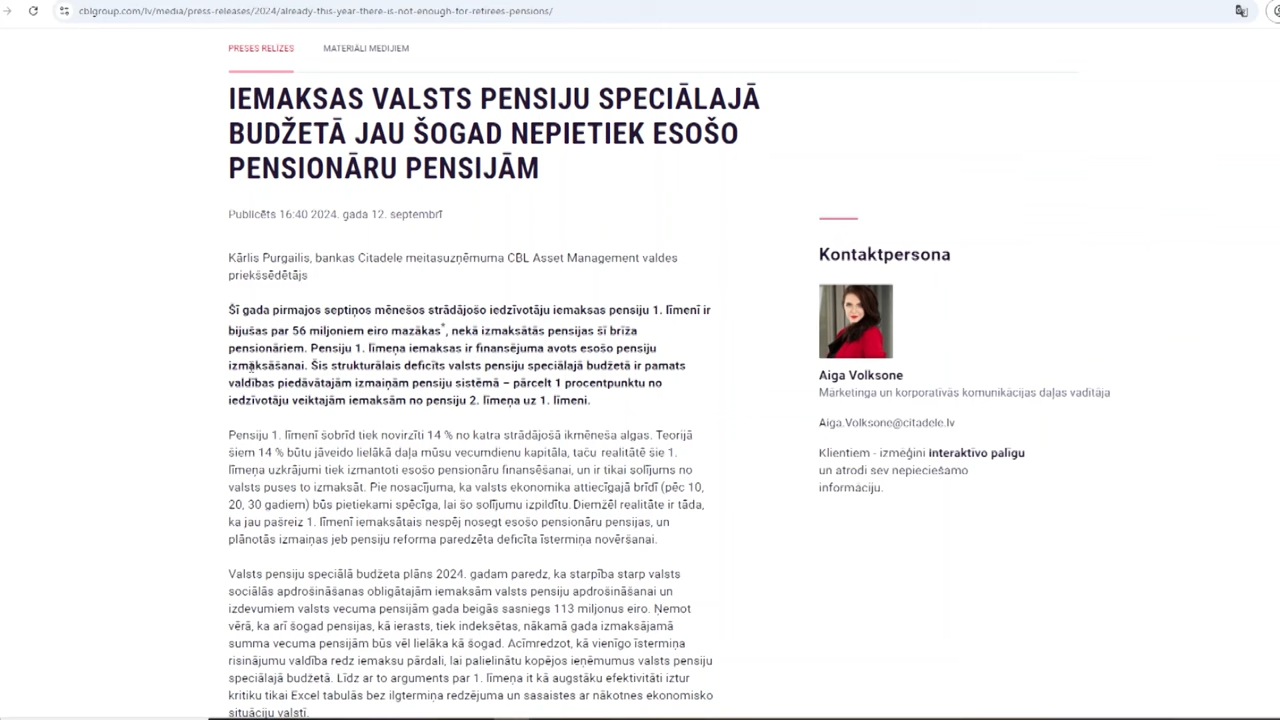 cblgroup.com/lv/media/press-releases/2024/already-this-year-there-is-not-enough-for-retirees-pensions/
PRESES RELĪZES
MATERIĀLI MEDIJIEM
IEMAKSAS VALSTS PENSIJU SPECIĀLAJĀ
BUDŽETĀ JAU ŠOGAD NEPIETIEK ESOŠO
PENSIONĀRU PENSIJĀM
Publicēts 16:40 2024. gada 12. septembrī
Kārlis Purgailis, bankas Citadele meitasuzņēmuma CBL Asset Management valdes
priekšsēdētājs
Šī gada pirmajos septiņos mēnešos strādājošo iedzīvotāju iemaksas pensiju 1. līmenī ir
bijušas par 56 miljoniem eiro mazākas*, nekā izmaksātās pensijas šī brīža
pensionāriem. Pensiju 1. līmeņa iemaksas ir finansējuma avots esošo pensiju
izmaksāšanai. Šis strukturālais deficīts valsts pensiju speciālajā budžetā ir pamats
valdības piedāvātajām izmaiņām pensiju sistēmā – pārcelt 1 procentpunktu no
iedzīvotāju veiktajām iemaksām no pensiju 2. līmeņa uz 1. līmeni.
Pensiju 1. līmenī šobrīd tiek novirzīti 14 % no katra strādājošā ikmēneša algas. Teorijā
šiem 14 % būtu jāveido lielākā daļa mūsu vecumdienu kapitāla, taču realitātē šie 1.
līmeņa uzkrājumi tiek izmantoti esošo pensionāru finansēšanai, un ir tikai solījums no
valsts puses to izmaksāt. Pie nosacījuma, ka valsts ekonomika attiecīgajā brīdī (pēc 10,
20, 30 gadiem) būs pietiekami spēcīga, lai šo solījumu izpildītu. Diemžēl realitāte ir tāda,
ka jau pašreiz 1. līmenī iemaksātais nespēj nosegt esošo pensionāru pensijas, un
plānotās izmaiņas jeb pensiju reforma paredzēta deficīta īstermiņa novēršanai.
Valsts pensiju speciālā budžeta plāns 2024. gadam paredz, ka starpība starp valsts
sociālās apdrošināšanas obligātajām iemaksām valsts pensiju apdrošināšanai un
izdevumiem valsts vecuma pensijām gada beigās sasniegs 113 miljonus eiro. Ņemot
vērā, ka arī šogad pensijas, kā ierasts, tiek indeksētas, nākamā gada izmaksājamā
summa vecuma pensijām būs vēl lielāka kā šogad. Acīmredzot, kā vienīgo īstermiņa
risinājumu valdība redz iemaksu pārdali, lai palielinātu kopējos ieņēmumus valsts pensiju
speciālajā budžetā. Līdz ar to arguments par 1. līmeņa it kā augstāku efektivitāti iztur
kritiku tikai Excel tabulās bez ilgtermiņa redzējuma un sasaistes ar nākotnes ekonomisko
situāciju valstī.
Kontaktpersona
Aiga Volksone
Mārketinga un korporatīvās komunikācijas daļas vadītāja
Aiga.Volksone@citadele.lv
Klientiem - izmēģini interaktīvo palīgu
un atrodi sev nepieciešamo
informāciju.